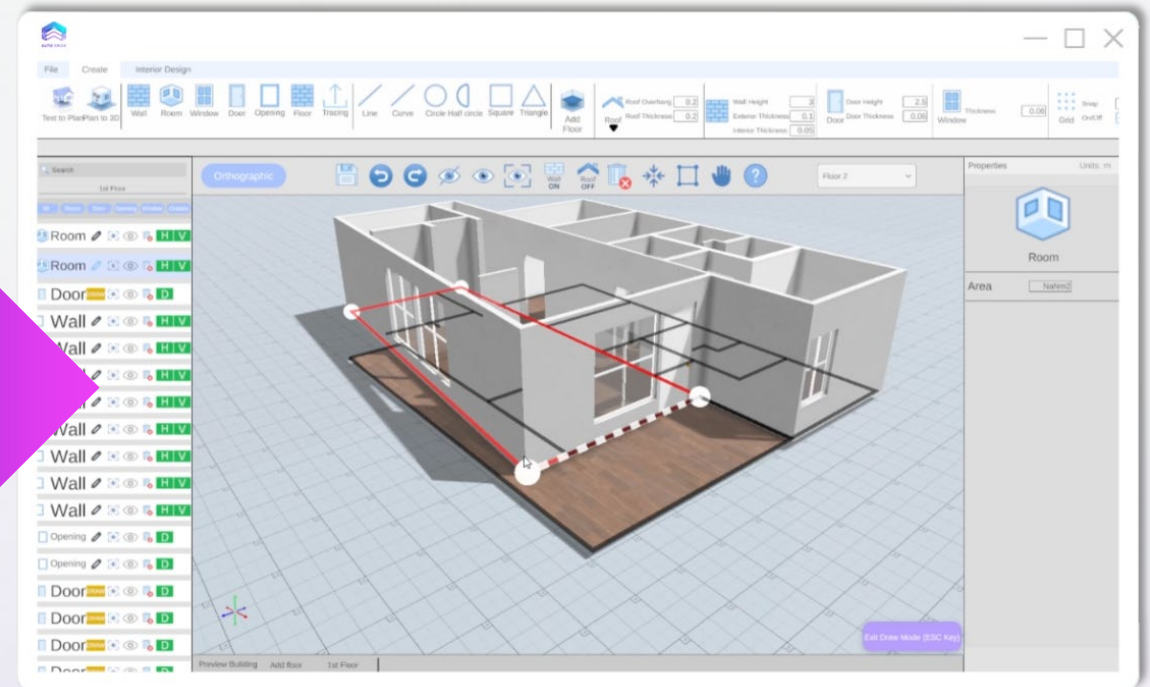 File Create Interior Design
Text to Plan Plan to 3D Wall Room Window Door Opening Floor Tracing Line Curve Circle Half circle Square Triangle Add Floor Roof
Roof Overhang 0.2
Roof Thickness 0.2
Wall Height 3
Exterior Thickness 0.1
Interior Thickness 0.05
Door
Door Height 2.5
Door Thickness 0.06
Window
Thickness 0.06
Grid
Snap
On/Off
Search
1st Floor
Orthographic
Wall ON
Roof OFF
?
Floor 2
Properties Units: m
Room
Area NaNm2
Room H V
Room H V
Door D
Wall H V
Wall H V
H V
H V
Wall H V
Wall H V
Wall H V
Wall H V
Opening D
Opening D
Door D
Door D
Door D
Exit Draw Mode (ESC Key)
Preview Building Add floor 1st Floor